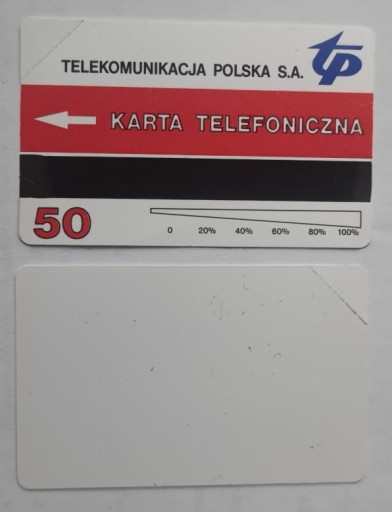 TELEKOMUNIKACJA POLSKA S.A. tp
KARTA TELEFONICZNA
50
0 20% 40% 60% 80% 100%